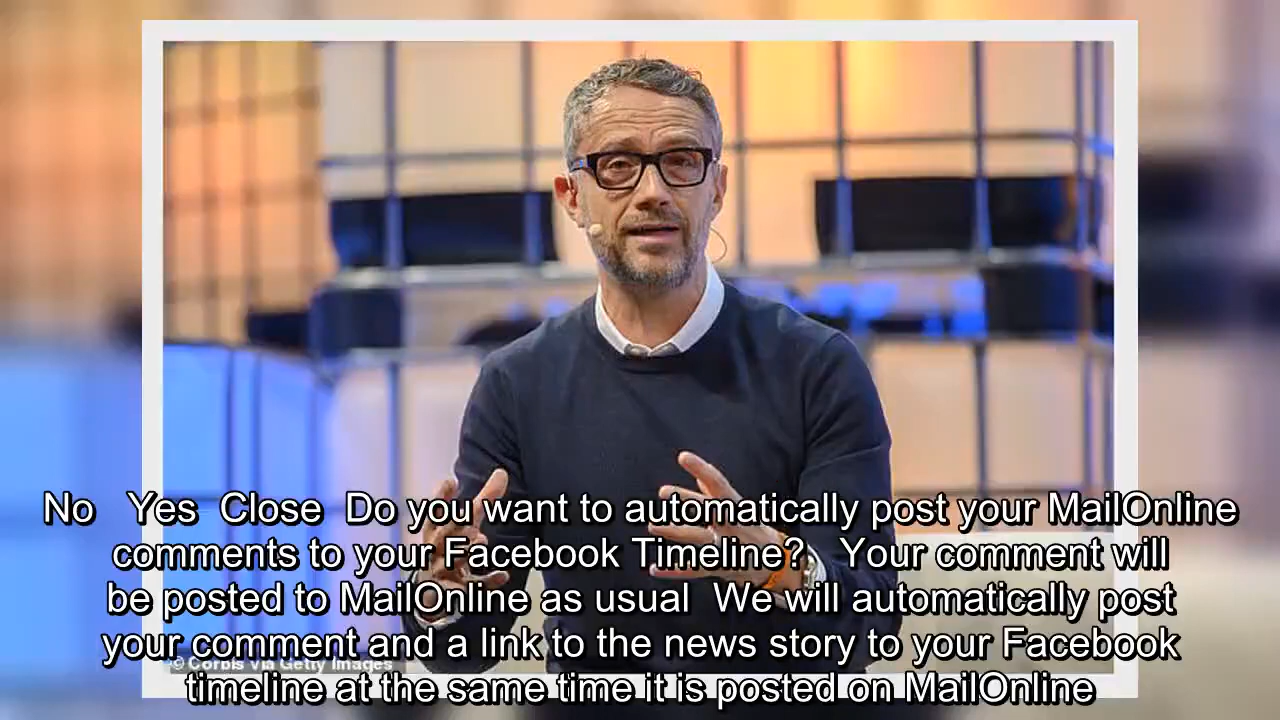 No Yes Close Do you want to automatically post your MailOnline
comments to your Facebook Timeline? Your comment will
be posted to MailOnline as usual We will automatically post
your comment and a link to the news story to your Facebook
© Corbis via Getty Images
timeline at the same time it is posted on MailOnline